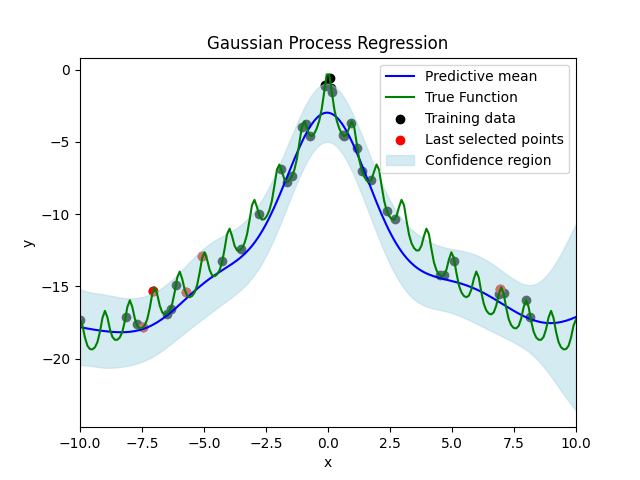 Gaussian Process Regression
Predictive mean
True Function
Training data
Last selected points
Confidence region
y
0
−5
−10
−15
−20
−10.0 −7.5 −5.0 −2.5 0.0 2.5 5.0 7.5 10.0
x